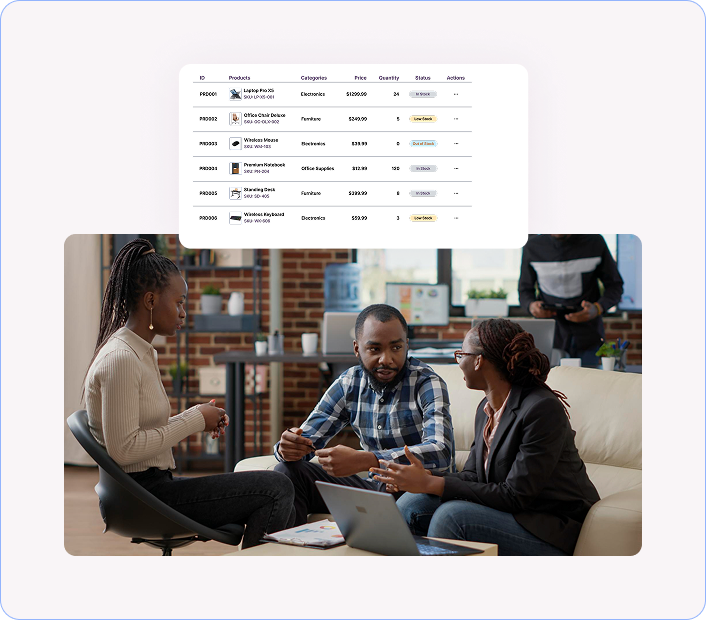 ID Products Categories Price Quantity Status Actions
PRD001 Laptop Pro X5 Electronics $1299.99 24 In Stock
SKU: LP-X5-001
PRD002 Office Chair Deluxe Furniture $249.99 5 Low Stock
SKU: OC-DLX-002
PRD003 Wireless Mouse Electronics $39.99 0 Out of Stock
SKU: WM-103
PRD004 Premium Notebook Office Supplies $12.99 120 In Stock
SKU: PN-204
PRD005 Standing Desk Furniture $399.99 8 In Stock
SKU: SD-405
PRD006 Wireless Keyboard Electronics $59.99 3 Low Stock
SKU: WK-506